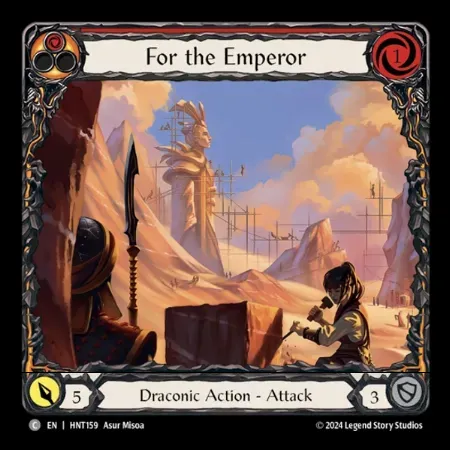 For the Emperor
1
5
Draconic Action - Attack
3
C EN | HNT159 Asur Misoa
© 2024 Legend Story Studios